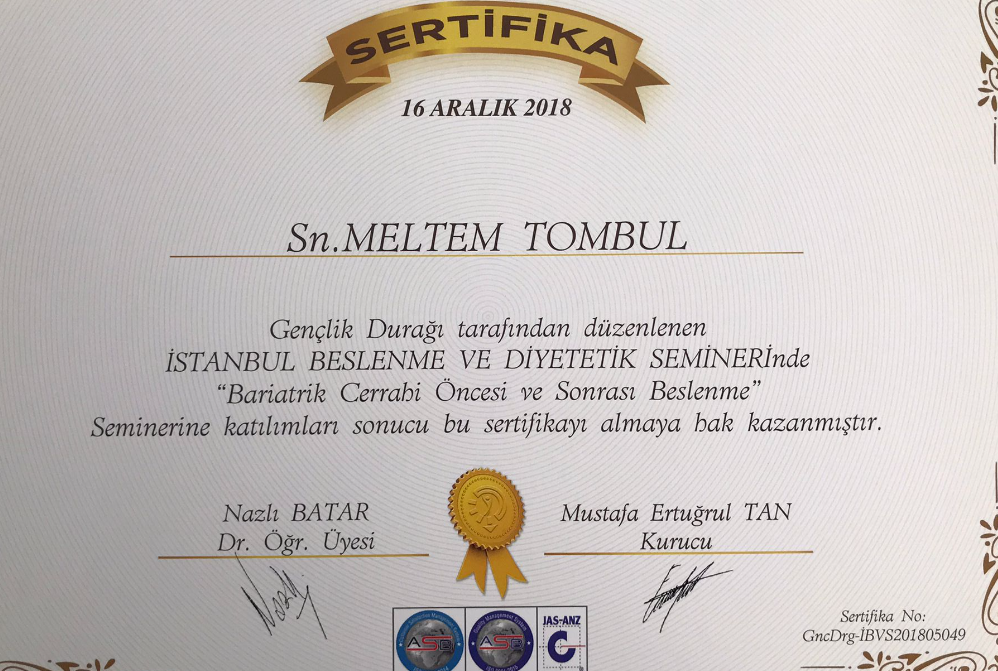 SERTİFİKA
16 ARALIK 2018
Sn.MELTEM TOMBUL
Gençlik Durağı tarafından düzenlenen
İSTANBUL BESLENME VE DİYETETİK SEMİNERİnde
“Bariatrik Cerrahi Öncesi ve Sonrası Beslenme”
Seminerine katılımları sonucu bu sertifikayı almaya hak kazanmıştır.
Nazlı BATAR
Dr. Öğr. Üyesi
Mustafa Ertuğrul TAN
Kurucu
JAS-ANZ
Sertifika No:
GncDrg-İBVS201805049